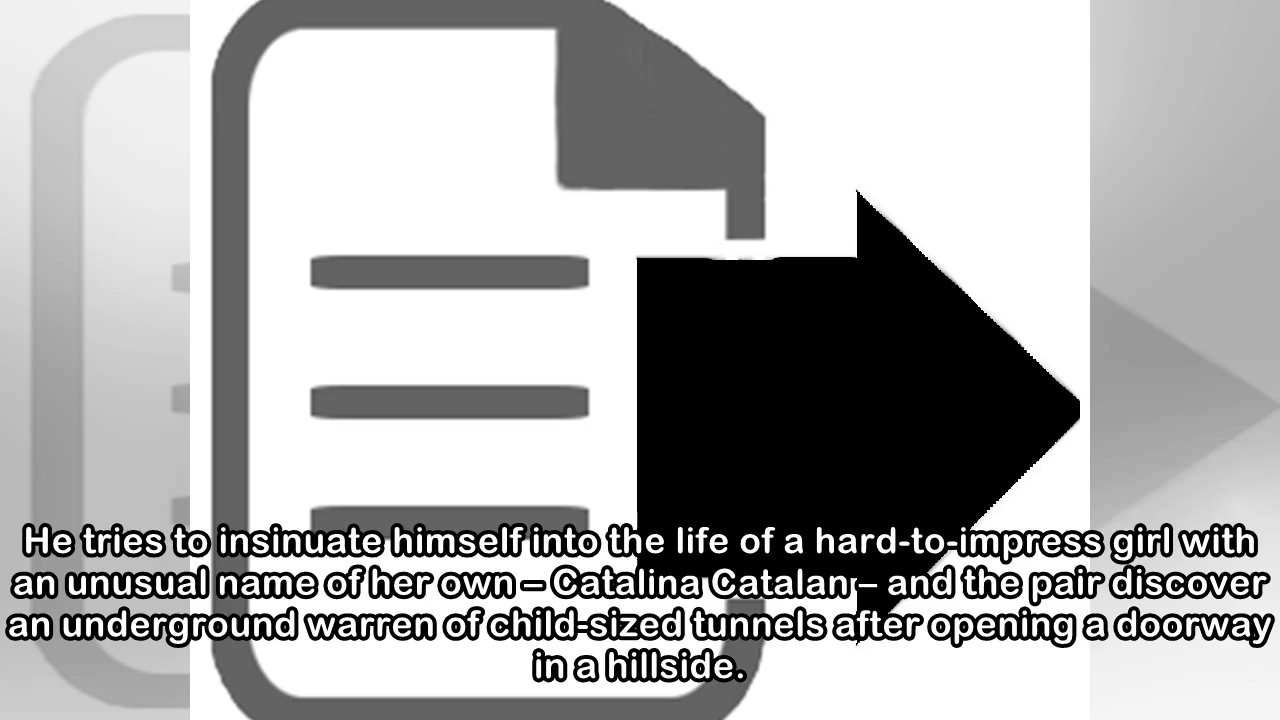 He tries to insinuate himself into the life of a hard-to-impress girl with
an unusual name of her own – Catalina Catalan – and the pair discover
an underground warren of child-sized tunnels after opening a doorway
in a hillside.